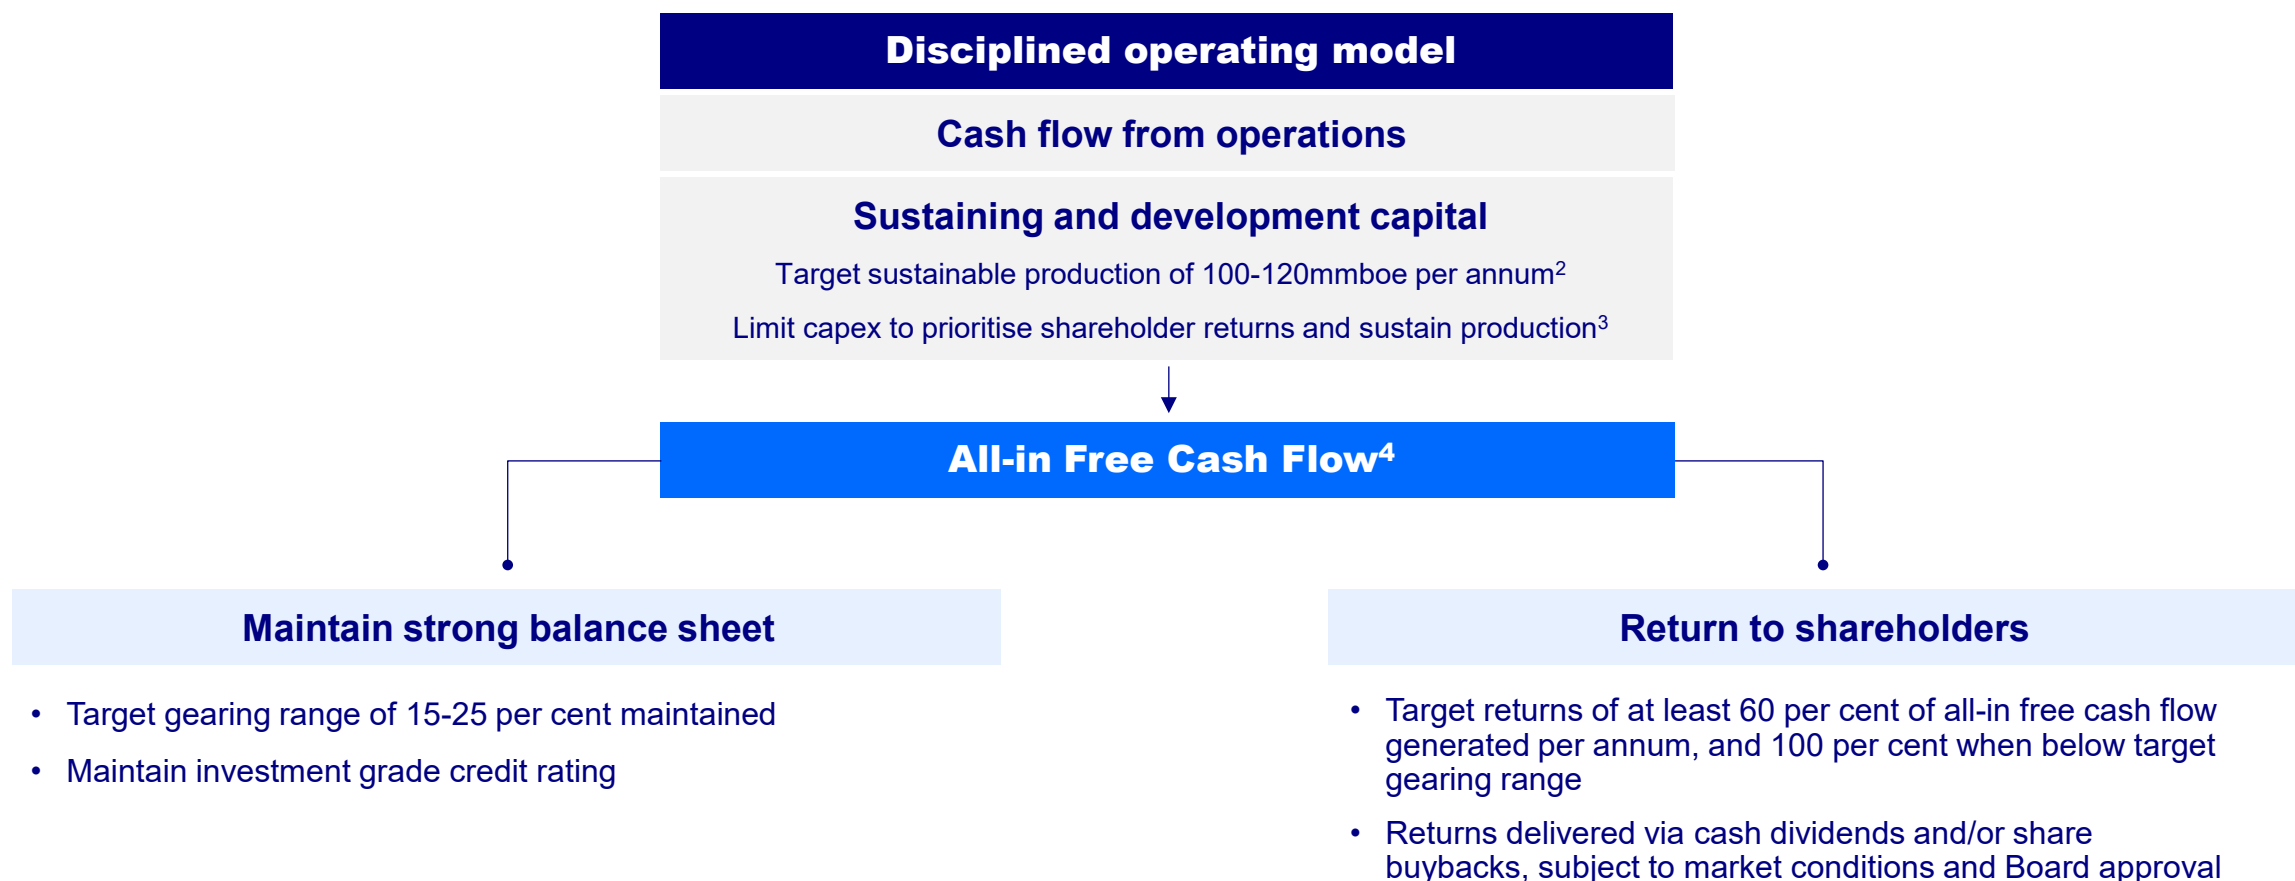 Disciplined operating model
Cash flow from operations
Sustaining and development capital
Target sustainable production of 100-120mmboe per annum²
Limit capex to prioritise shareholder returns and sustain production³
All-in Free Cash Flow⁴
Maintain strong balance sheet
• Target gearing range of 15-25 per cent maintained
• Maintain investment grade credit rating
Return to shareholders
• Target returns of at least 60 per cent of all-in free cash flow
generated per annum, and 100 per cent when below target
gearing range
• Returns delivered via cash dividends and/or share
buybacks, subject to market conditions and Board approval